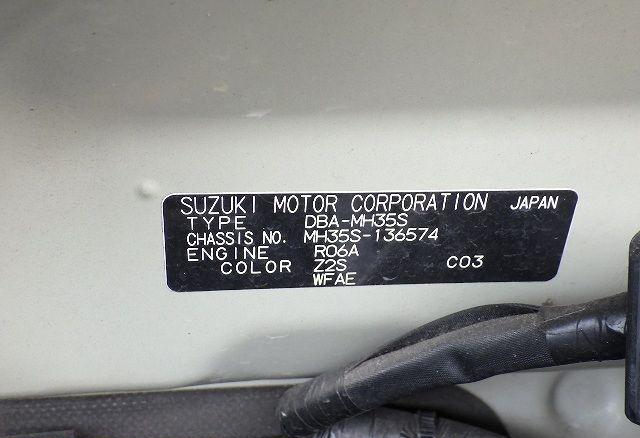 SUZUKI MOTOR CORPORATION JAPAN
TYPE DBA-MH35S
CHASSIS NO. MH35S-136574
ENGINE R06A
COLOR Z2S C03
WFAE